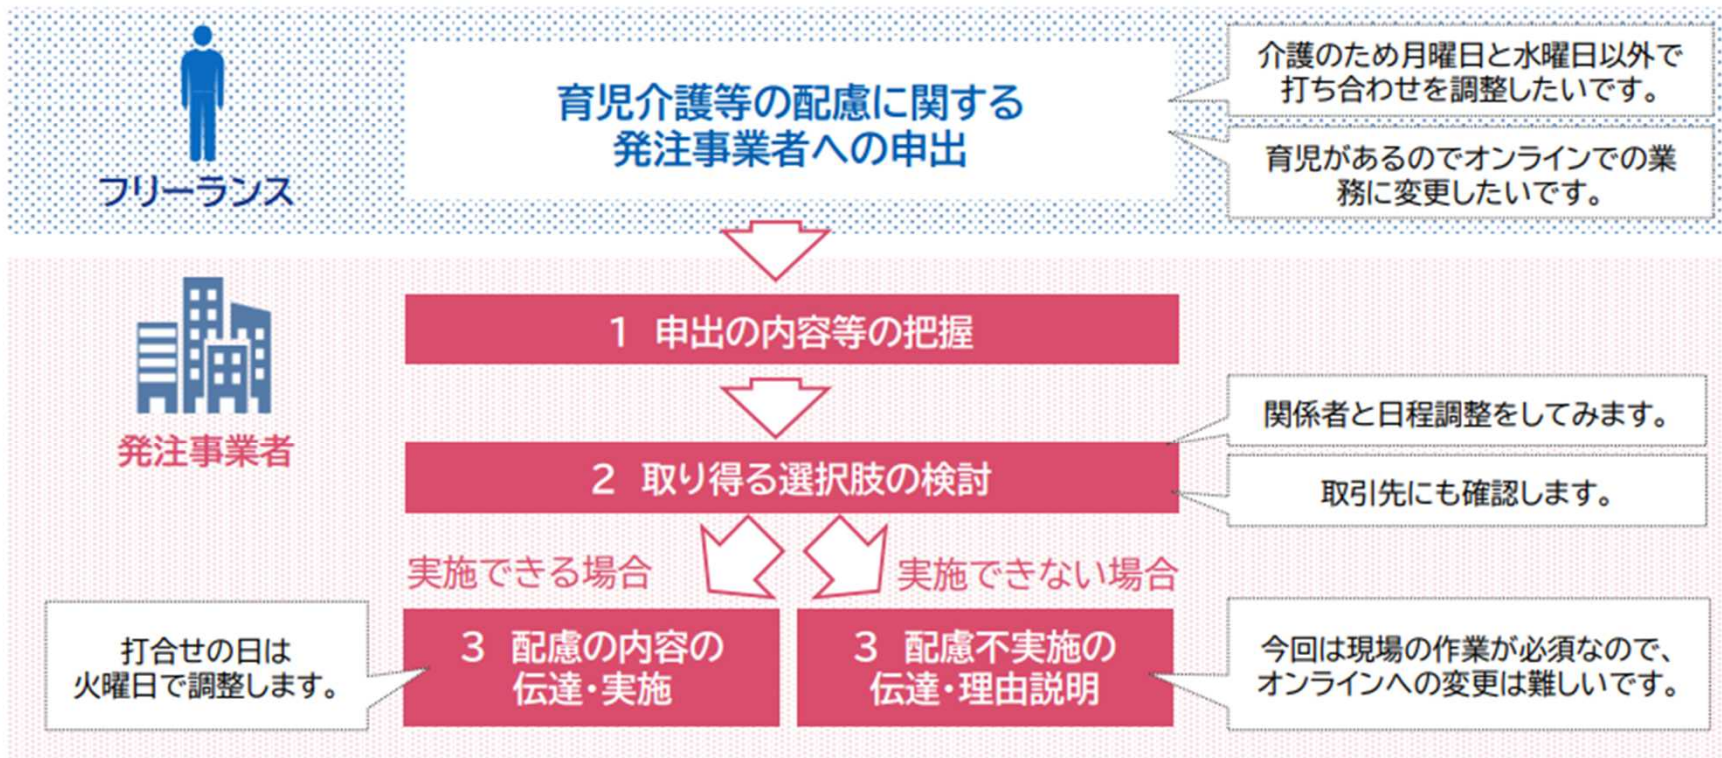 フリーランス
育児介護等の配慮に関する
発注事業者への申出
介護のため月曜日と水曜日以外で
打ち合わせを調整したいです。
育児があるのでオンラインでの業
務に変更したいです。
発注事業者
1 申出の内容等の把握
2 取り得る選択肢の検討
関係者と日程調整をしてみます。
取引先にも確認します。
実施できる場合
実施できない場合
打合せの日は
火曜日で調整します。
3 配慮の内容の
伝達・実施
3 配慮不実施の
伝達・理由説明
今回は現場の作業が必須なので、
オンラインへの変更は難しいです。